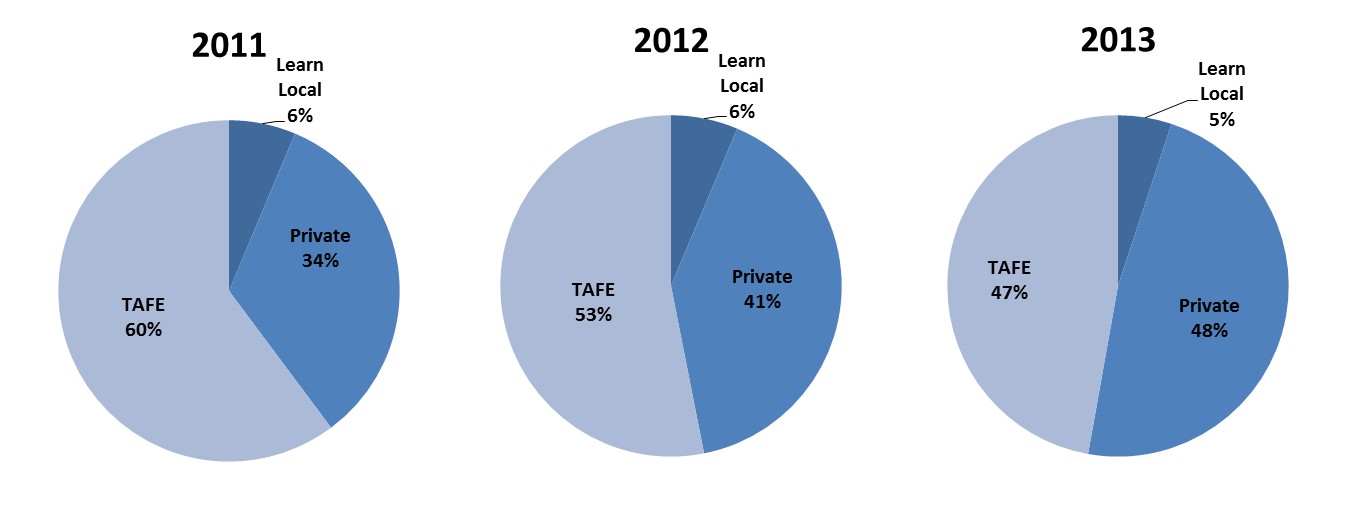 2011
Learn
Local
6%
Private
34%
TAFE
60%
2012
Learn
Local
6%
Private
41%
TAFE
53%
2013
Learn
Local
5%
TAFE
47%
Private
48%